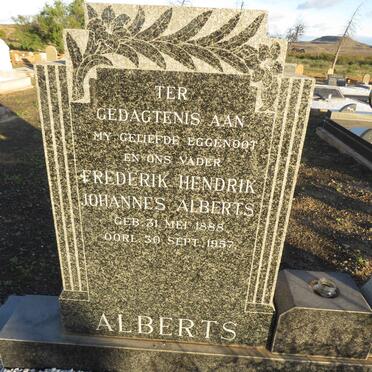 TER
GEDAGTENIS AAN
MY GELIEFDE EGGENOOT
EN ONS VADER
FREDERIK HENDRIK
JOHANNES ALBERTS
GEB. 31 MEI 1888
OORL. 30 SEPT. 1957
ALBERTS